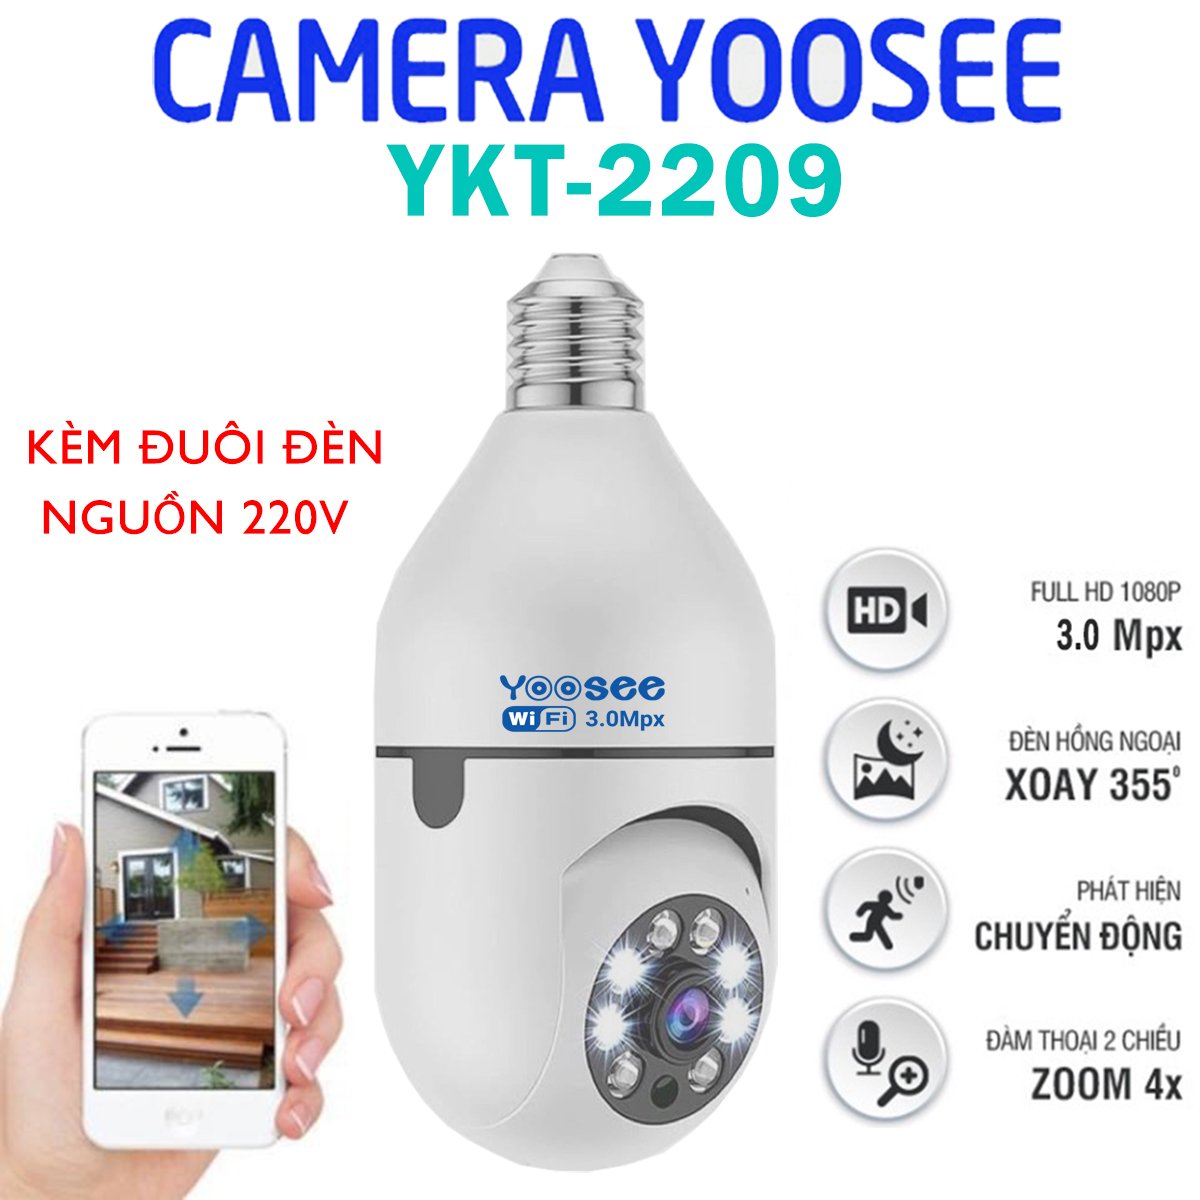 CAMERA YOOSEE
YKT-2209
KÈM ĐUÔI ĐÈN
NGUỒN 220V
Yoosee
WiFi 3.0Mpx
HD
FULL HD 1080P
3.0 Mpx
ĐÈN HỒNG NGOẠI
XOAY 355⁰
PHÁT HIỆN
CHUYỂN ĐỘNG
ĐÀM THOẠI 2 CHIỀU
ZOOM 4x